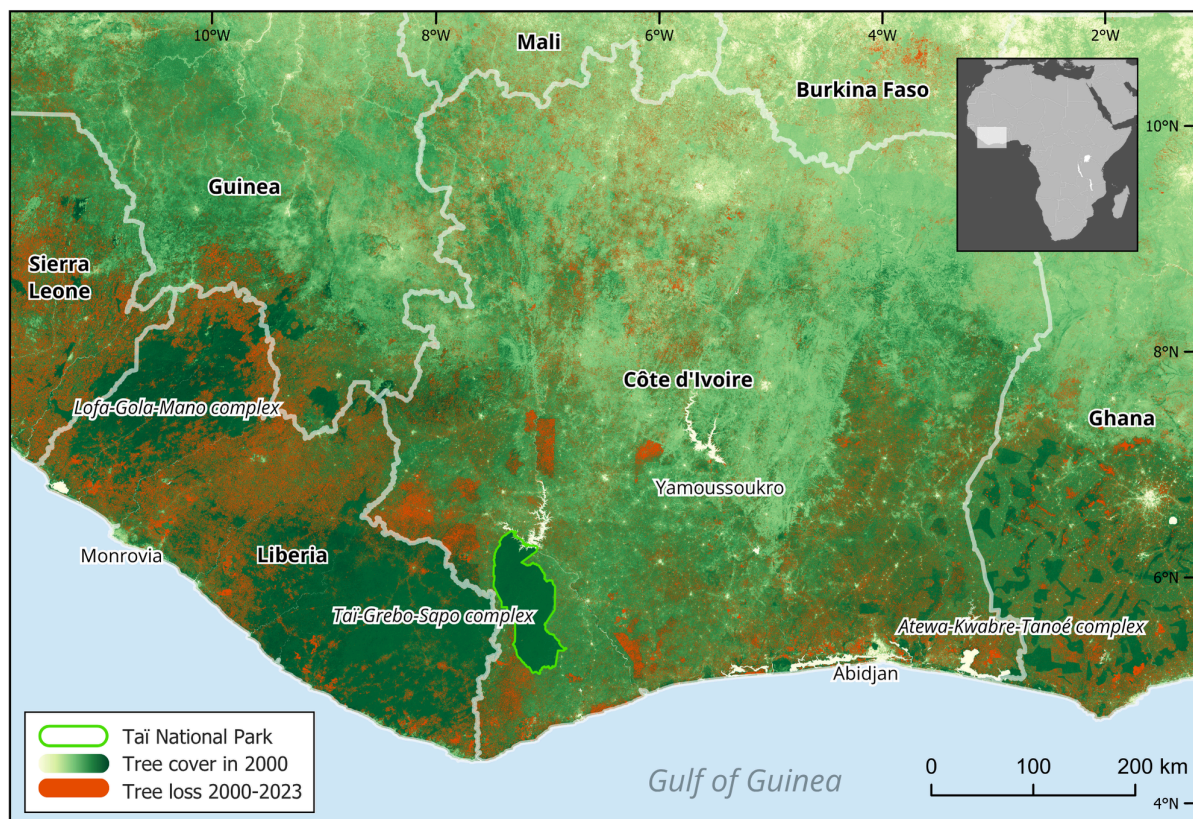 10°W
8°W
6°W
4°W
2°W
Mali
Burkina Faso
10°N
Guinea
Sierra
Leone
8°N
Côte d'Ivoire
Lofa-Gola-Mano complex
Ghana
Yamoussoukro
Monrovia
Liberia
6°N
Taï-Grebo-Sapo complex
Atewa-Kwabre-Tanoé complex
Abidjan
Taï National Park
Tree cover in 2000
Tree loss 2000-2023
Gulf of Guinea
0 100 200 km
4°N